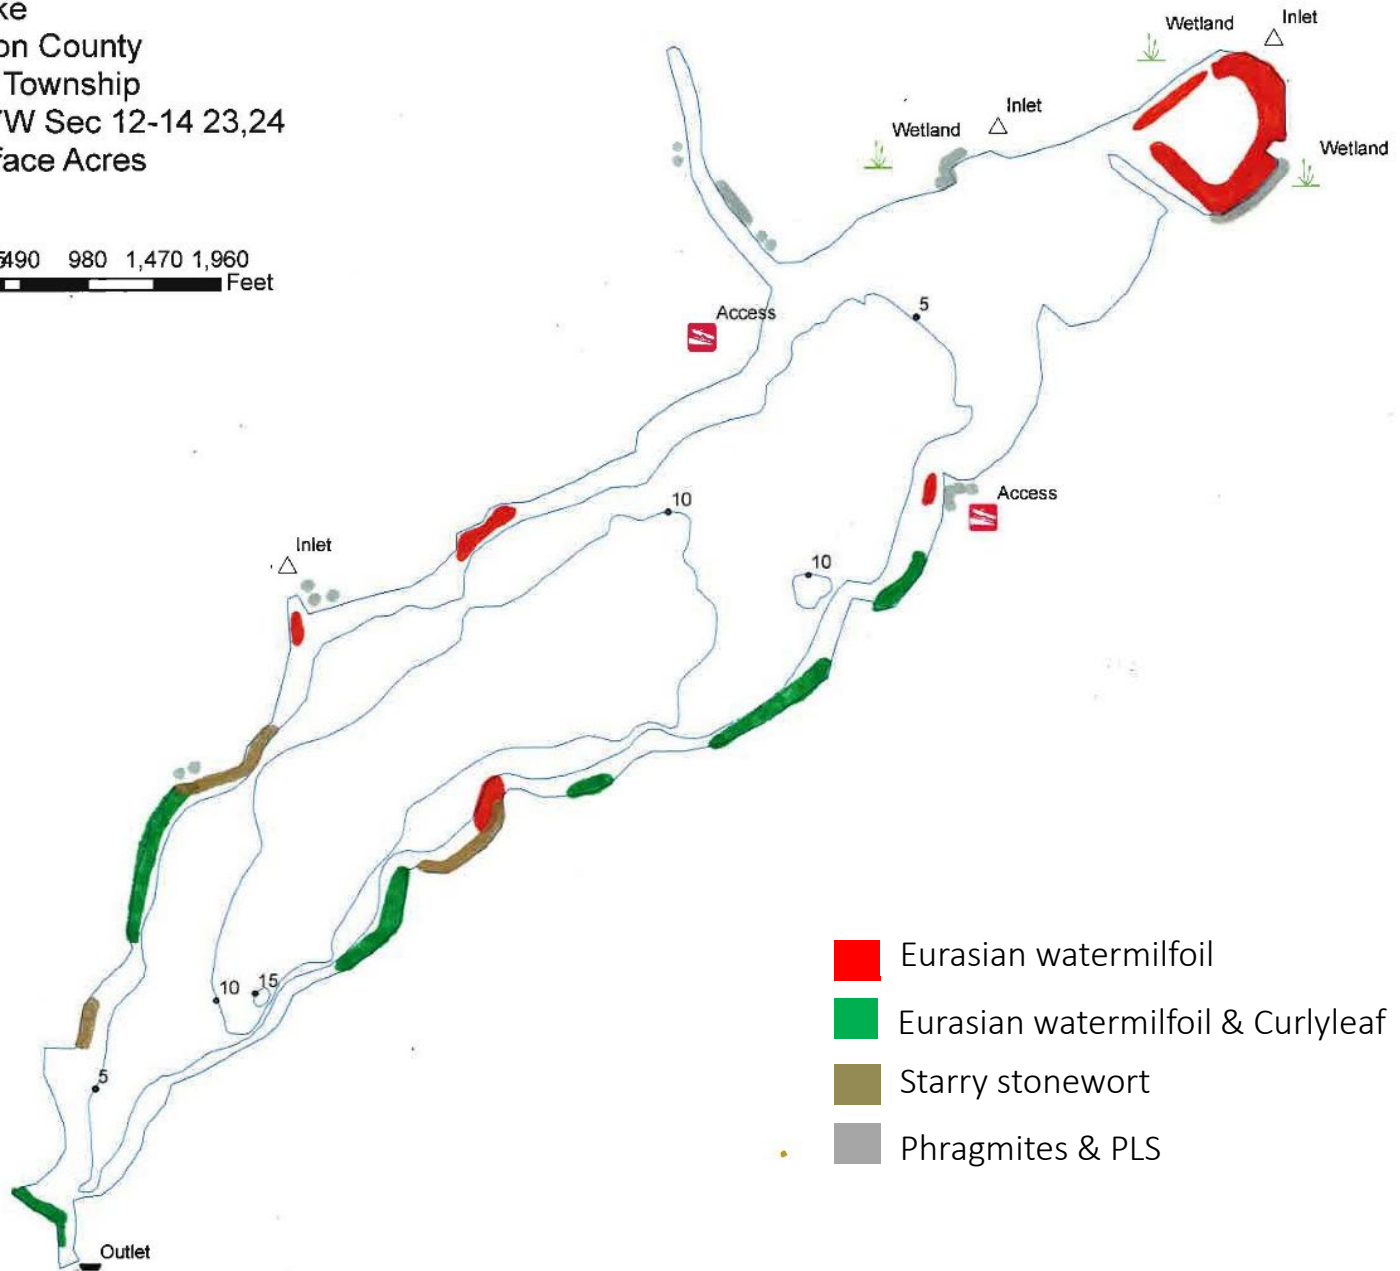 ke
on County
Township
W Sec 12-14 23,24
face Acres
490 980 1,470 1,960
Feet
Wetland
Inlet
Inlet
Wetland
Wetland
Access
5
10
Access
10
Inlet
10
15
5
Outlet
Eurasian watermilfoil
Eurasian watermilfoil & Curlyleaf
Starry stonewort
Phragmites & PLS